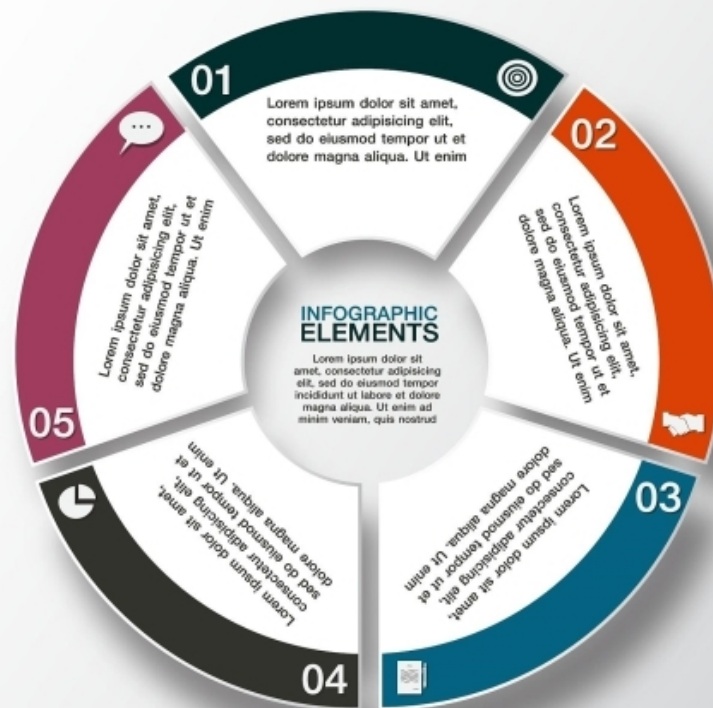 01
Lorem ipsum dolor sit amet,
consectetur adipisicing elit,
sed do eiusmod tempor ut et
dolore magna aliqua. Ut enim
02
Lorem ipsum dolor sit amet,
consectetur adipisicing elit,
sed do eiusmod tempor ut et
dolore magna aliqua. Ut enim
03
Lorem ipsum dolor sit amet,
consectetur adipisicing elit,
sed do eiusmod tempor ut et
dolore magna aliqua. Ut enim
04
Lorem ipsum dolor sit amet,
consectetur adipisicing elit,
sed do eiusmod tempor ut et
dolore magna aliqua. Ut enim
05
Lorem ipsum dolor sit amet,
consectetur adipisicing elit,
sed do eiusmod tempor ut et
dolore magna aliqua. Ut enim
INFOGRAPHIC
ELEMENTS
Lorem ipsum dolor sit
amet, consectetur adipisicing
elit, sed do eiusmod tempor
incididunt ut labore et dolore
magna aliqua. Ut enim ad
minim veniam, quis nostrud